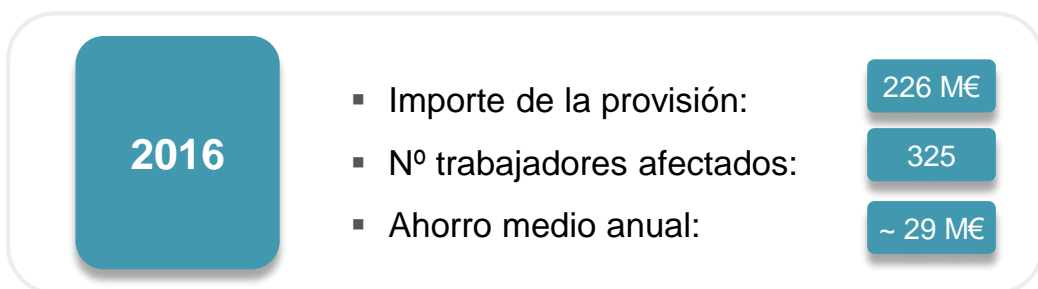 2016
▪ Importe de la provisión: 226 M€
▪ Nº trabajadores afectados: 325
▪ Ahorro medio anual: ~ 29 M€